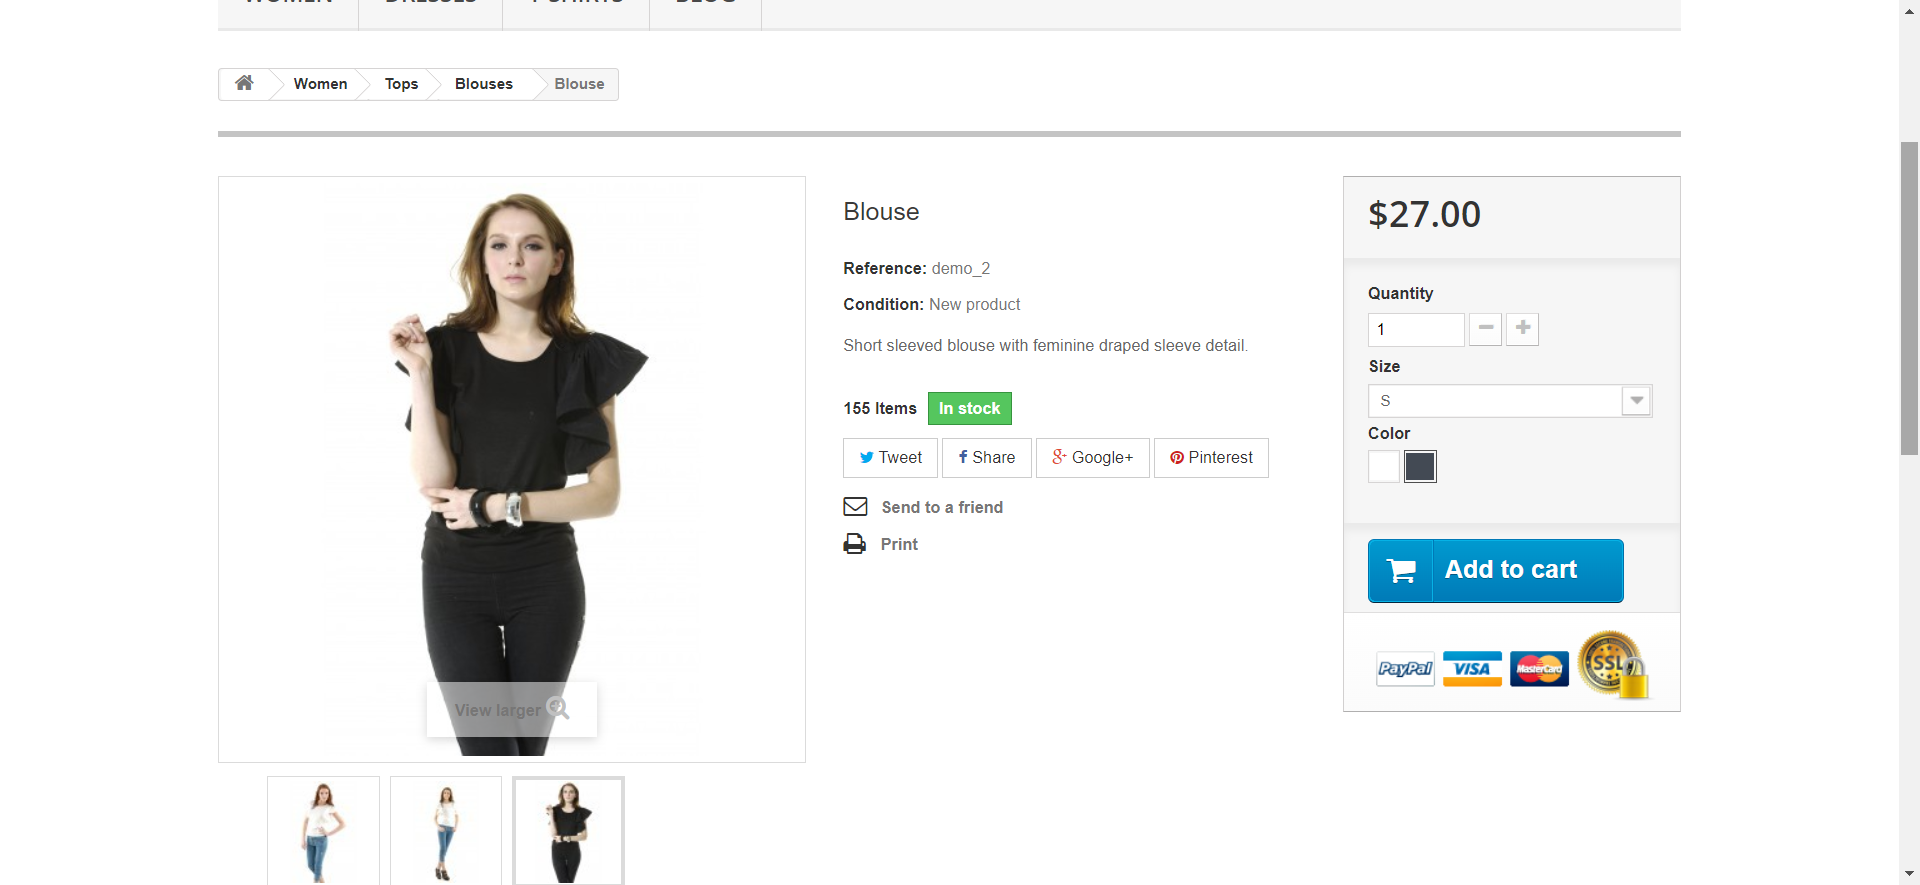 Women
Tops
Blouses
Blouse
Blouse
Reference: demo_2
Condition: New product
Short sleeved blouse with feminine draped sleeve detail.
155 Items In stock
Tweet
Share
Google+
Pinterest
Send to a friend
Print
View larger
$27.00
Quantity
1
Size
S
Color
Add to cart
PayPal
VISA
MasterCard
SSL